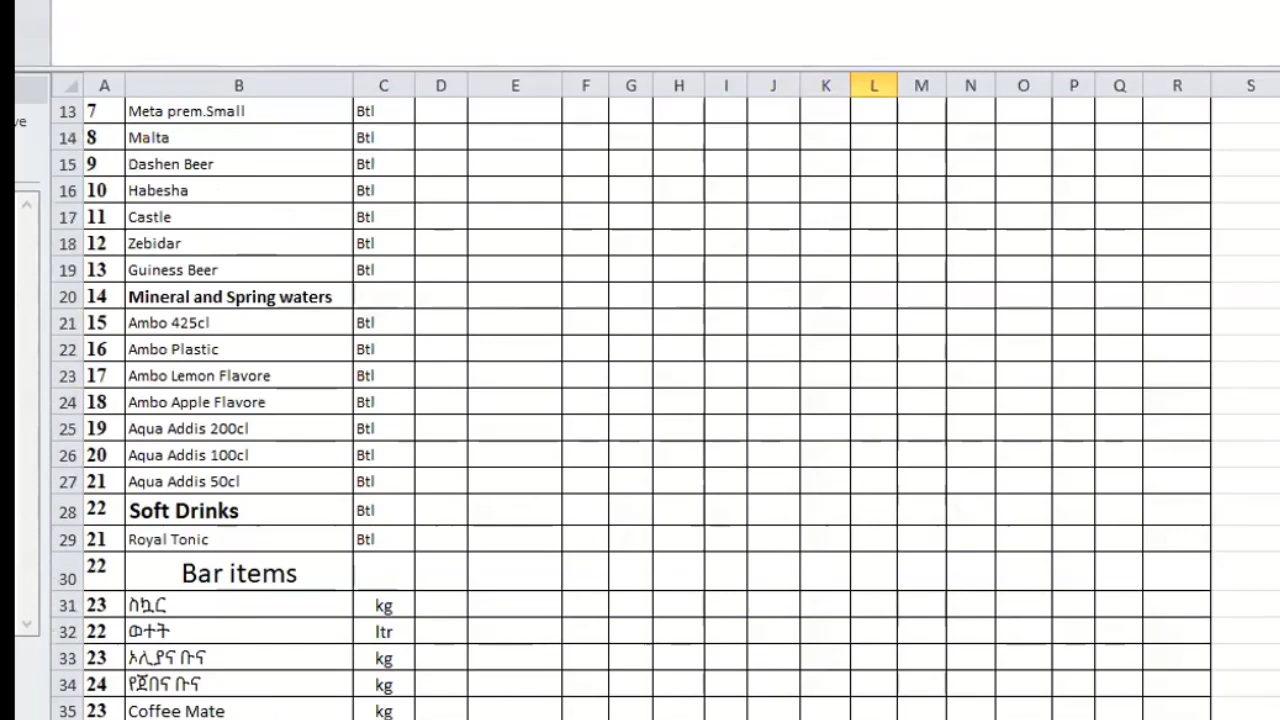 A B C D E F G H I J K L M N O P Q R S
13 7 Meta prem.Small Btl
ve
14 8 Malta Btl
15 9 Dashen Beer Btl
16 10 Habesha Btl
17 11 Castle Btl
18 12 Zebidar Btl
19 13 Guiness Beer Btl
20 14 Mineral and Spring waters
21 15 Ambo 425cl Btl
22 16 Ambo Plastic Btl
23 17 Ambo Lemon Flavore Btl
24 18 Ambo Apple Flavore Btl
25 19 Aqua Addis 200cl Btl
26 20 Aqua Addis 100cl Btl
27 21 Aqua Addis 50cl Btl
28 22 Soft Drinks Btl
29 21 Royal Tonic Btl
30 22 Bar items
31 23 ስኳር kg
32 22 ወተት ltr
33 23 ኦሊያና ቡና kg
34 24 የጀበና ቡና kg
35 23 Coffee Mate kg